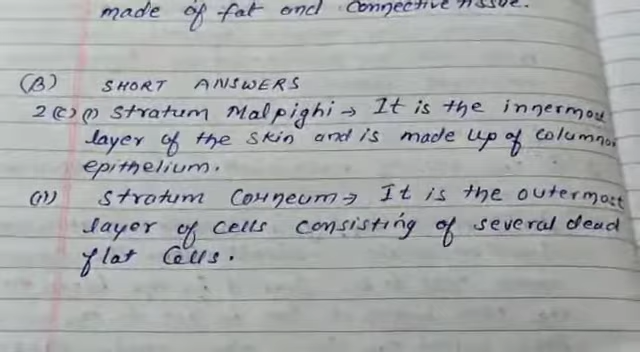 made of fat and Connective tissue.
(B) SHORT ANSWERS
2 (c) (i) Stratum Malpighi → It is the innermost
layer of the skin and is made up of columnar
epithelium.
(ii) Stratum Corneum → It is the outermost
layer of cells consisting of several dead
flat Cells.